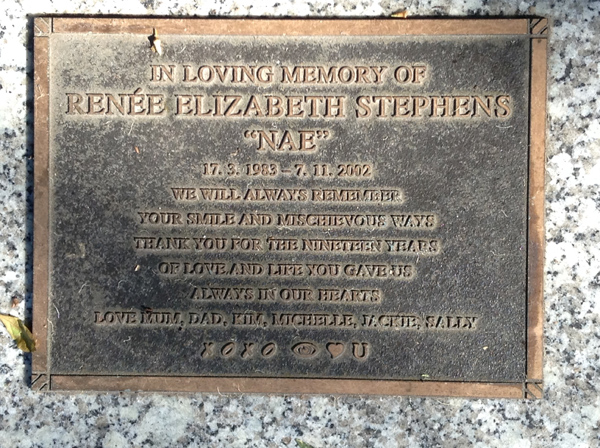 IN LOVING MEMORY OF
RENÉE ELIZABETH STEPHENS
"NAE"
17. 3. 1983 – 7. 11. 2002
WE WILL ALWAYS REMEMBER
YOUR SMILE AND MISCHIEVOUS WAYS
THANK YOU FOR THE NINETEEN YEARS
OF LOVE AND LIFE YOU GAVE US
ALWAYS IN OUR HEARTS
LOVE MUM, DAD, KIM, MICHELLE, JACKIE, SALLY
XOXO 👁♥U